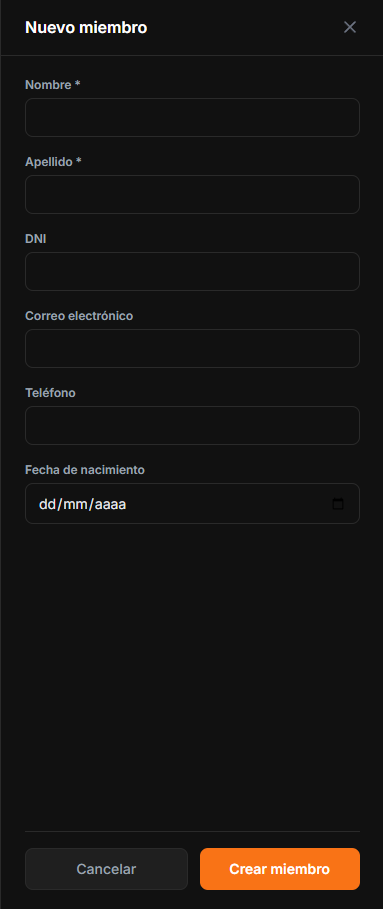 Nuevo miembro
Nombre *
Apellido *
DNI
Correo electrónico
Teléfono
Fecha de nacimiento
dd/mm/aaaa
Cancelar
Crear miembro